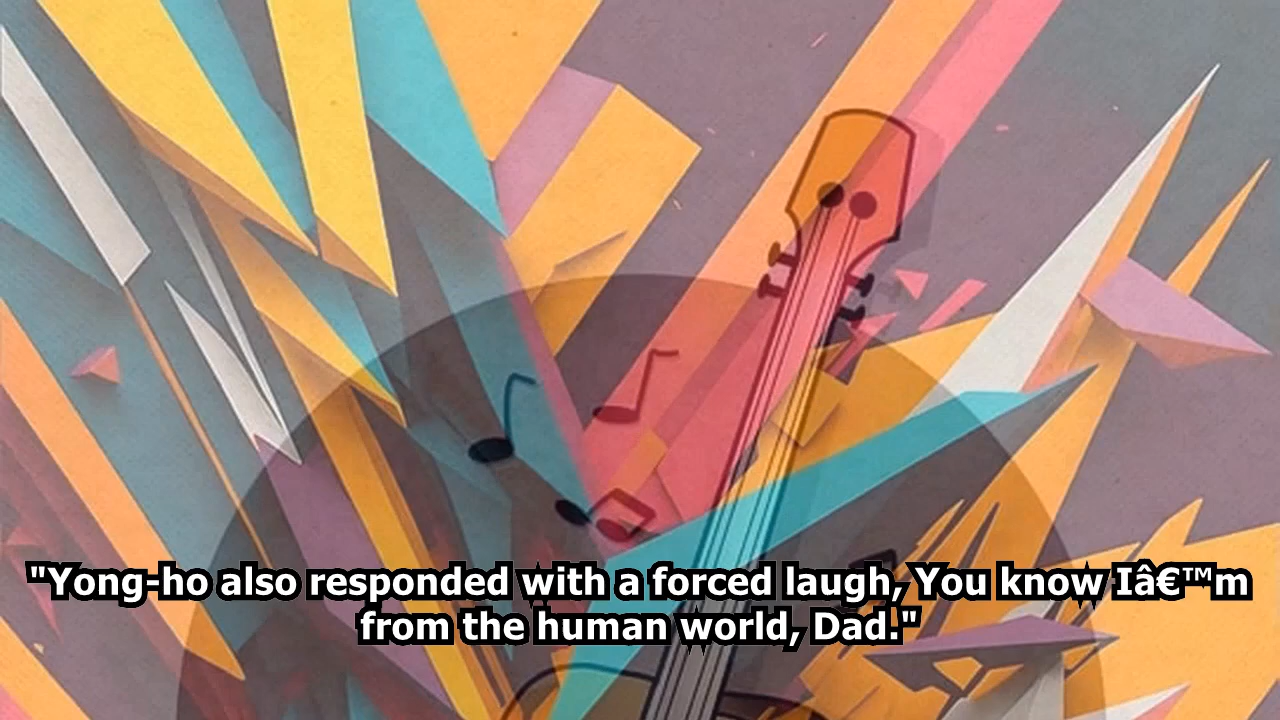 "Yong-ho also responded with a forced laugh, You know Iâ€™m
from the human world, Dad."